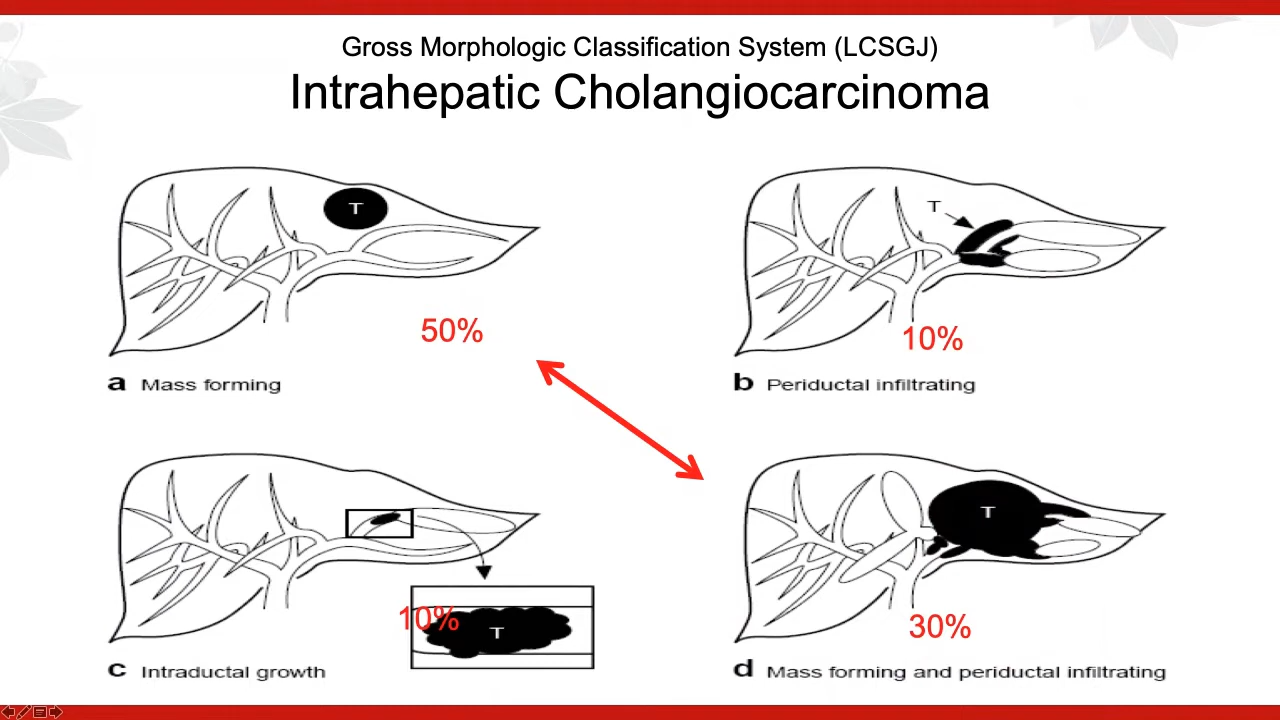 Gross Morphologic Classification System (LCSGJ)
Intrahepatic Cholangiocarcinoma
T
50%
a Mass forming
T
10%
b Periductal infiltrating
T
10%
c Intraductal growth
T
30%
d Mass forming and periductal infiltrating